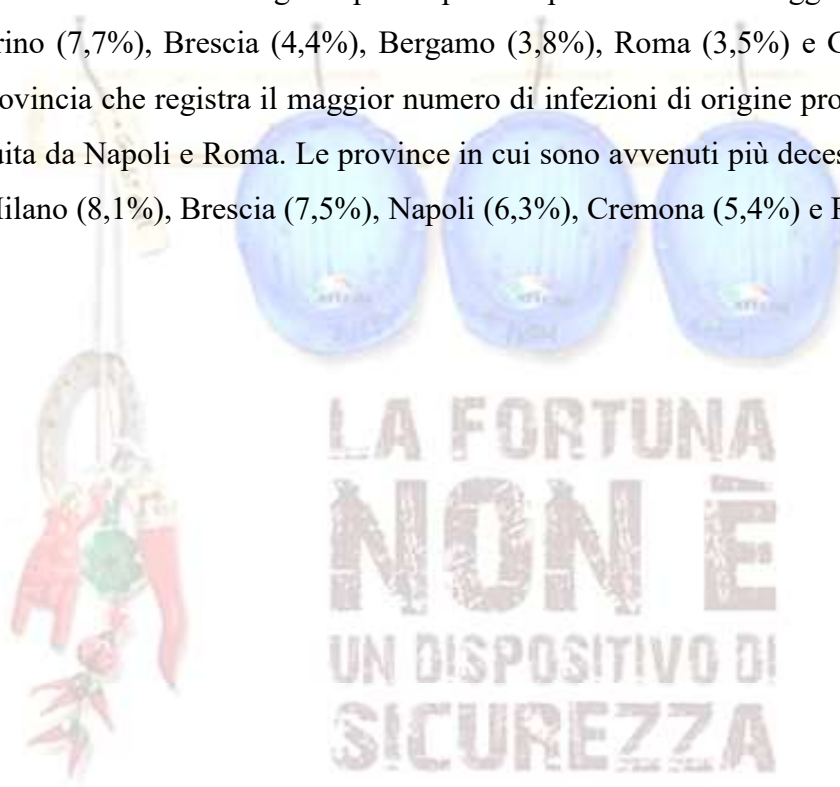 rino (7,7%), Brescia (4,4%), Bergamo (3,8%), Roma (3,5%) e
ovincia che registra il maggior numero di infezioni di origine pro
uita da Napoli e Roma. Le province in cui sono avvenuti più deces
ilano (8,1%), Brescia (7,5%), Napoli (6,3%), Cremona (5,4%) e
LA FORTUNA
NON È
UN DISPOSITIVO DI
SICUREZZA